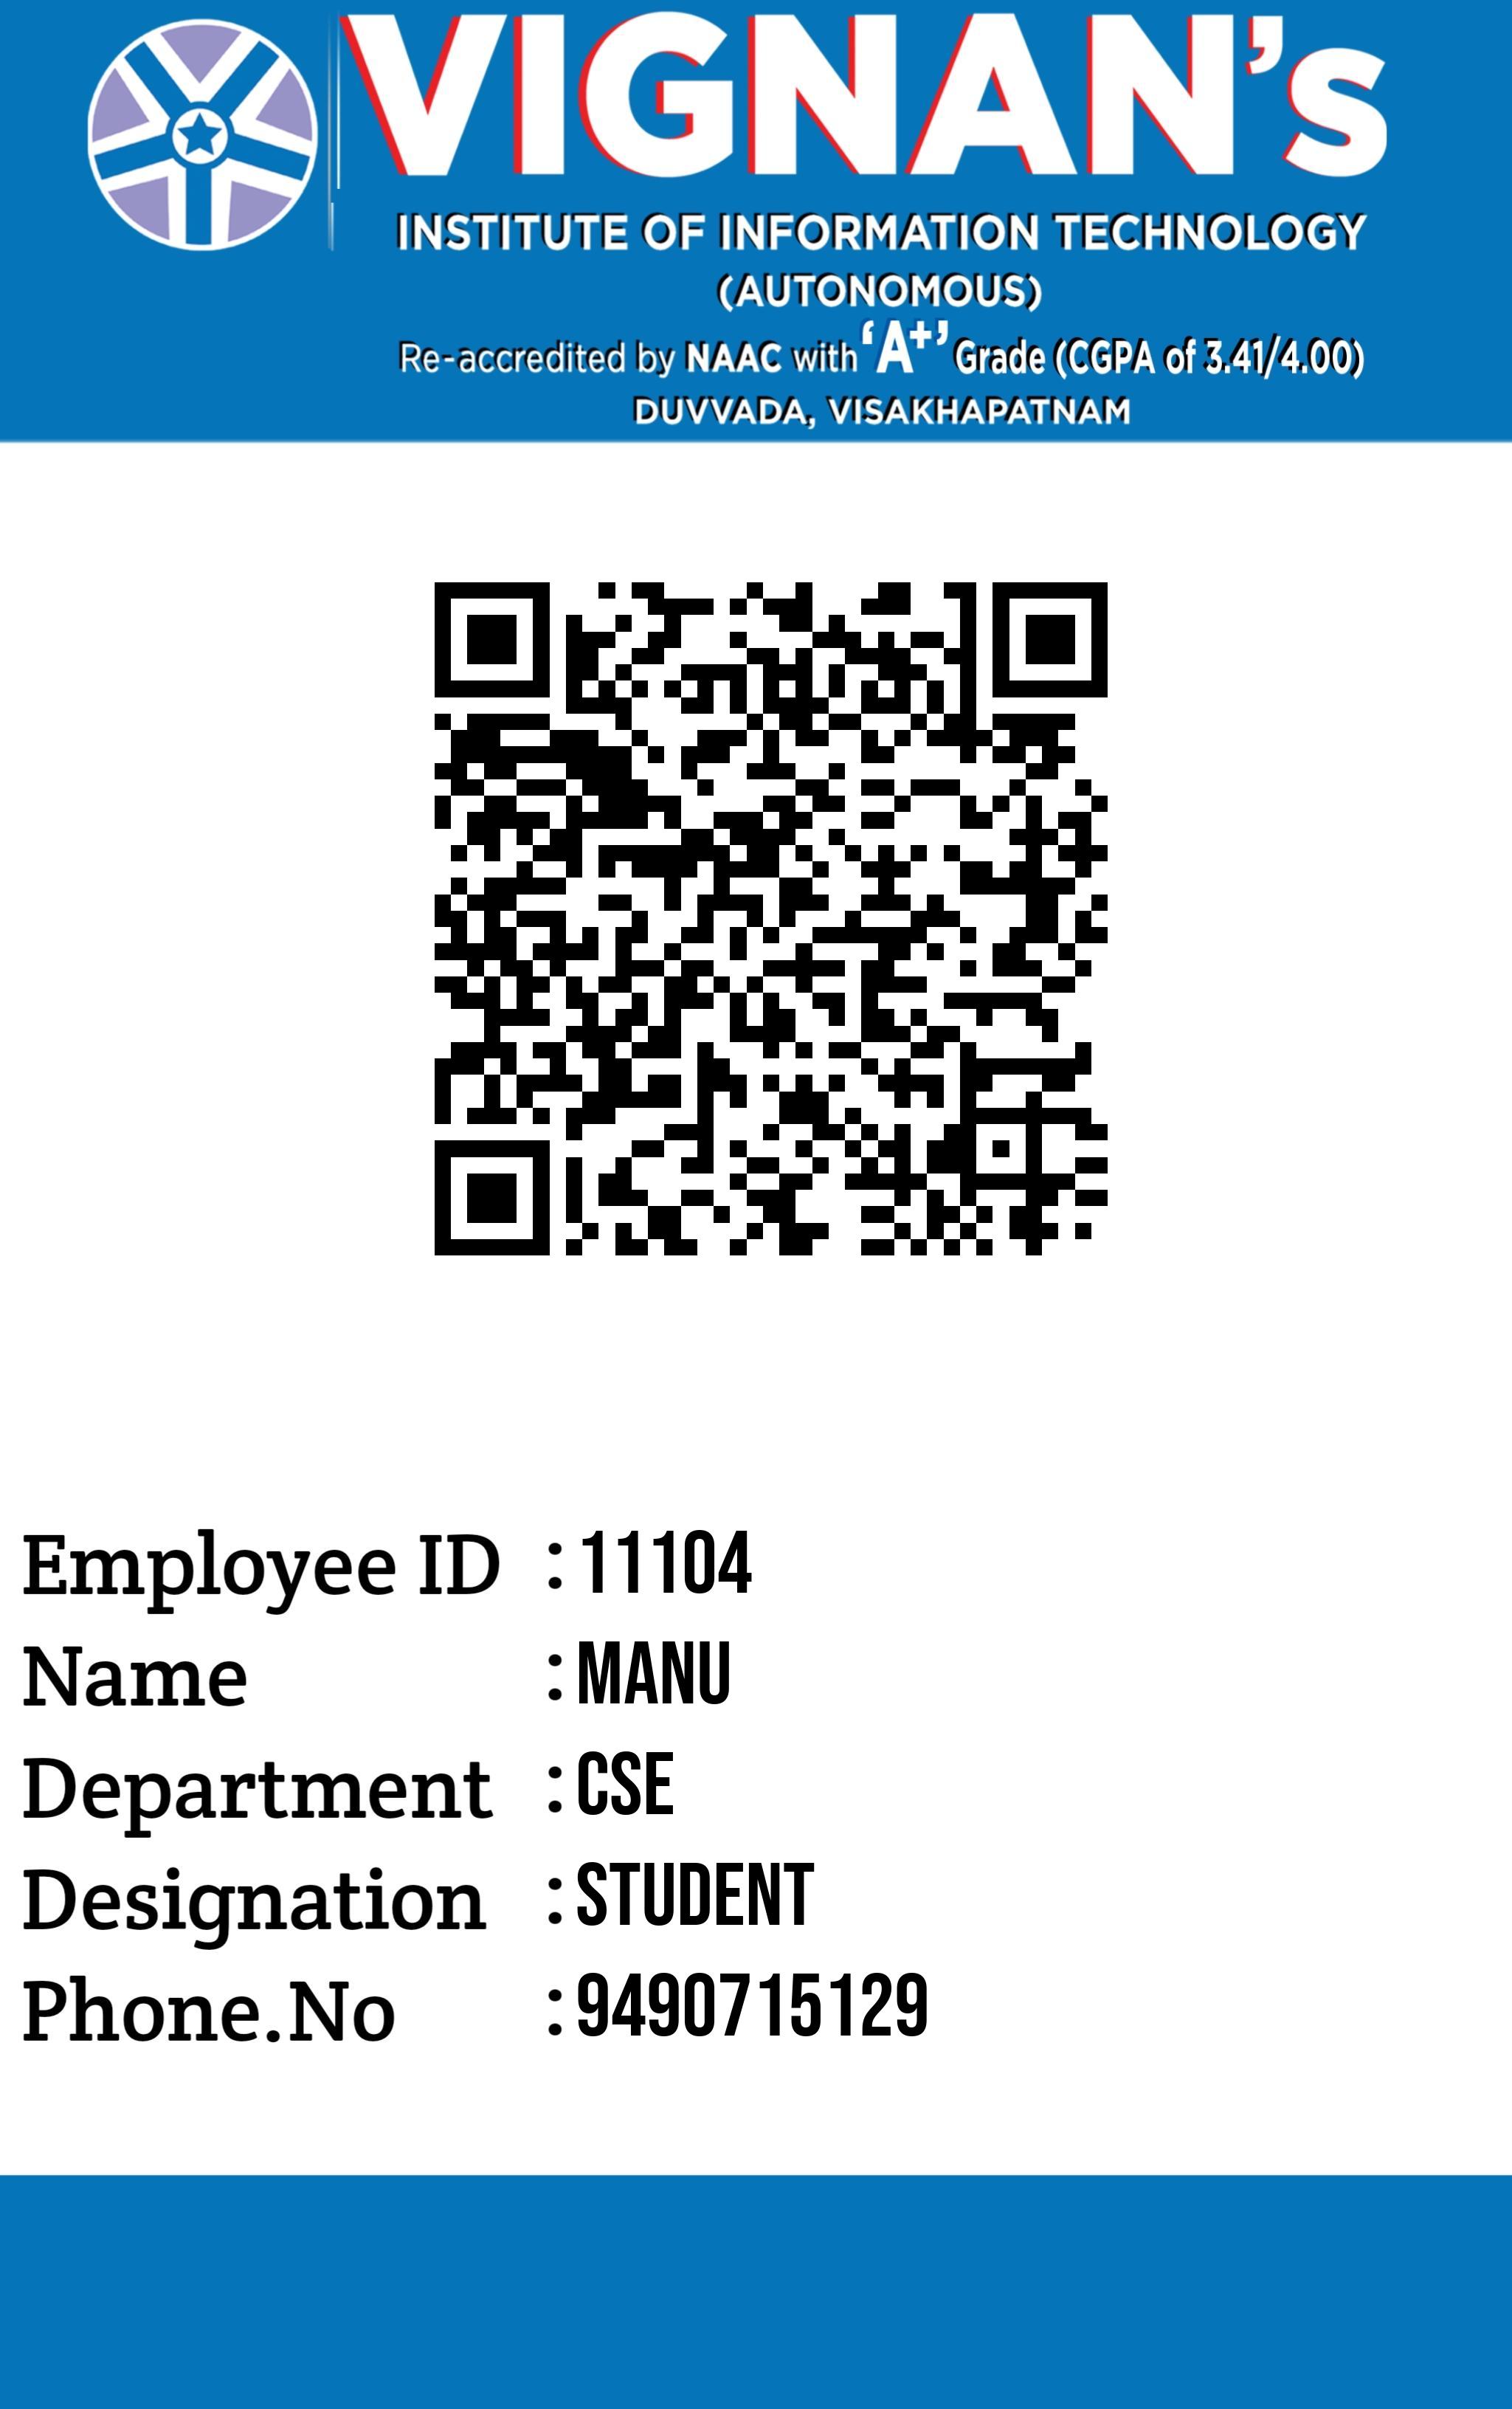 VIGNAN's
INSTITUTE OF INFORMATION TECHNOLOGY
(AUTONOMOUS)
Re-accredited by NAAC with ‘A+’ Grade (CGPA of 3.41/4.00)
DUVVADA, VISAKHAPATNAM
Employee ID : 11104
Name : MANU
Department : CSE
Designation : STUDENT
Phone.No : 9490715129